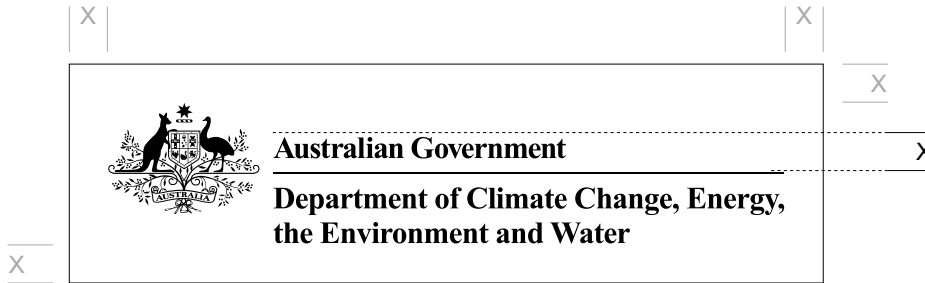 X X
X
Australian Government X
AUSTRALIA
Department of Climate Change, Energy,
the Environment and Water
X